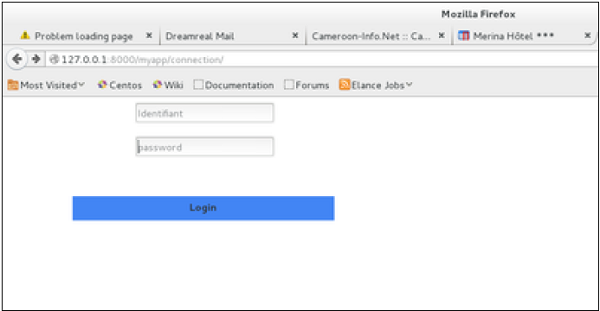 Mozilla Firefox
Problem loading page × Dreamreal Mail × Cameroon-Info.Net :: Ca... × Merina Hôtel *** ×
127.0.0.1:8000/myapp/connection/
Most Visited Centos Wiki Documentation Forums Elance Jobs
Identifiant
password
Login